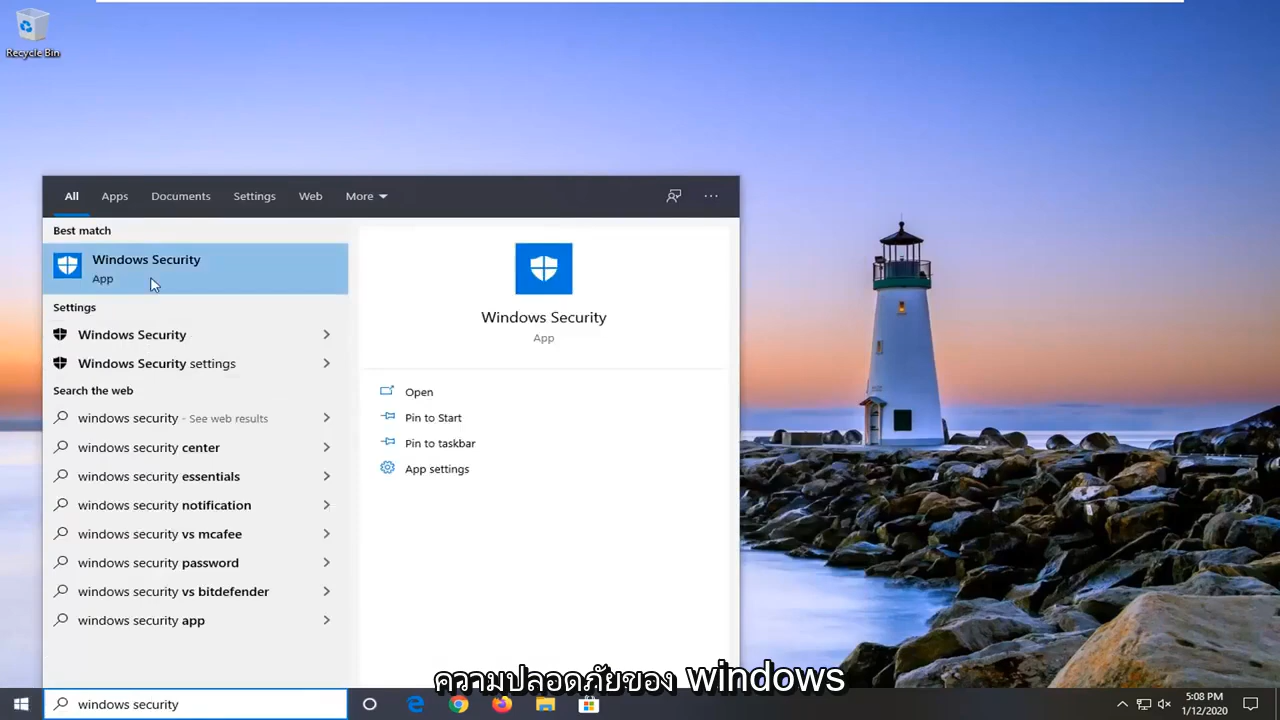 Recycle Bin
All
Apps
Documents
Settings
Web
More
Best match
Windows Security
App
Settings
Windows Security
Windows Security settings
Search the web
windows security - See web results
windows security center
windows security essentials
windows security notification
windows security vs mcafee
windows security password
windows security vs bitdefender
windows security app
Windows Security
App
Open
Pin to Start
Pin to taskbar
App settings
ความปลอดภัยของ windows
windows security
5:08 PM
1/12/2020